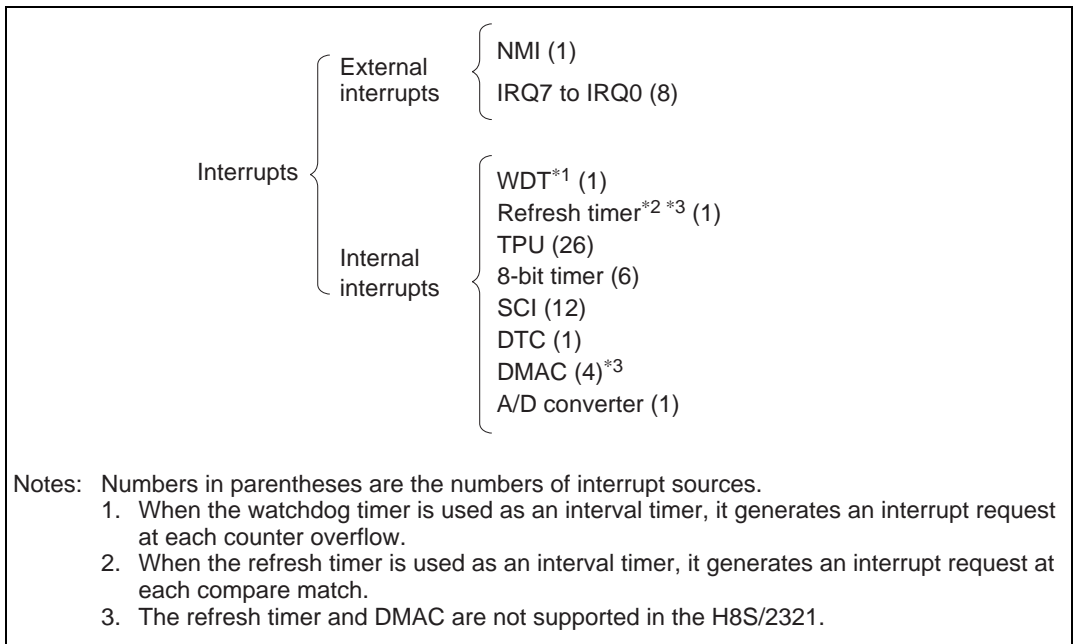 External
interrupts
NMI (1)
IRQ7 to IRQ0 (8)
Interrupts
Internal
interrupts
WDT*1 (1)
Refresh timer*2 *3 (1)
TPU (26)
8-bit timer (6)
SCI (12)
DTC (1)
DMAC (4)*3
A/D converter (1)
Notes: Numbers in parentheses are the numbers of interrupt sources.
1. When the watchdog timer is used as an interval timer, it generates an interrupt request
at each counter overflow.
2. When the refresh timer is used as an interval timer, it generates an interrupt request at
each compare match.
3. The refresh timer and DMAC are not supported in the H8S/2321.